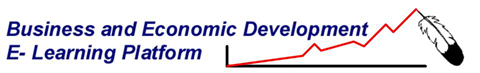 Business and Economic Development
E- Learning Platform